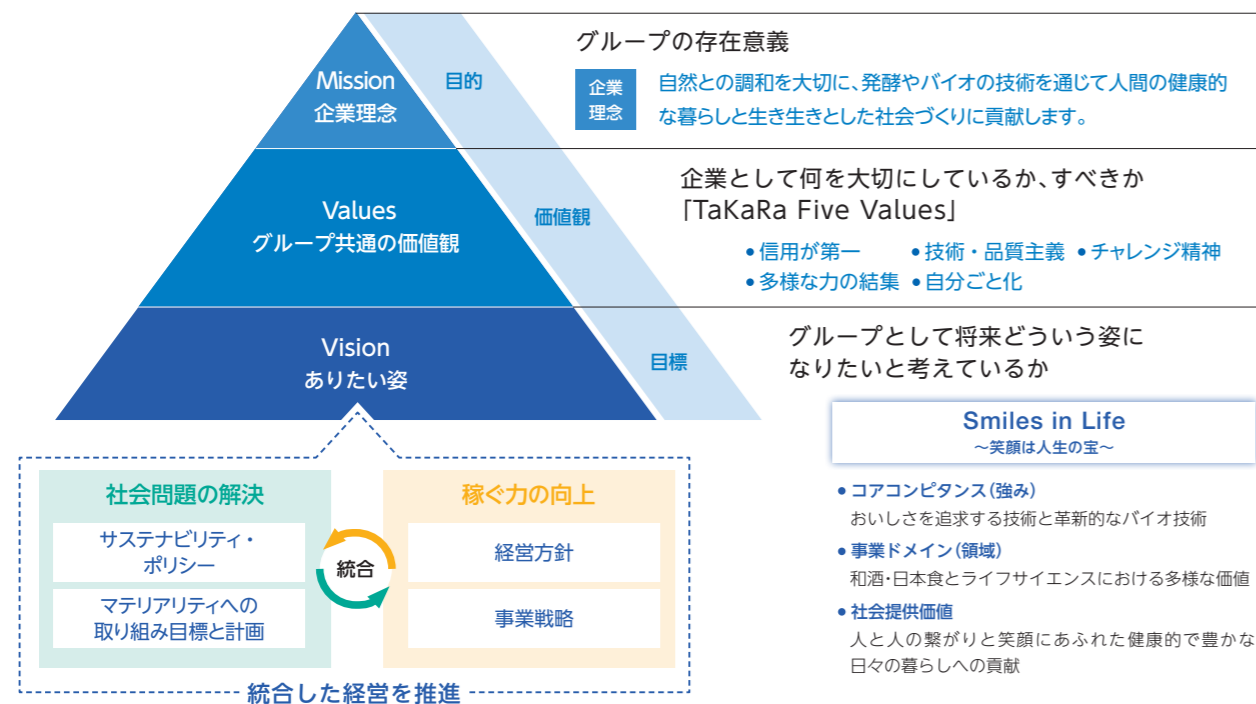 Mission
企業理念
目的
グループの存在意義
企業
理念
自然との調和を大切に、発酵やバイオの技術を通じて人間の健康的
な暮らしと生き生きとした社会づくりに貢献します。
Values
グループ共通の価値観
価値観
企業として何を大切にしているか、すべきか
「TaKaRa Five Values」
•信用が第一 •技術・品質主義 •チャレンジ精神
•多様な力の結集 •自分ごと化
Vision
ありたい姿
目標
グループとして将来どういう姿に
なりたいと考えているか
Smiles in Life
～笑顔は人生の宝～
•コアコンピタンス(強み)
おいしさを追求する技術と革新的なバイオ技術
•事業ドメイン(領域)
和酒・日本食とライフサイエンスにおける多様な価値
•社会提供価値
人と人の繋がりと笑顔にあふれた健康的で豊かな
日々の暮らしへの貢献
社会問題の解決
サステナビリティ・
ポリシー
マテリアリティへの
取り組み目標と計画
統合
稼ぐ力の向上
経営方針
事業戦略
統合した経営を推進